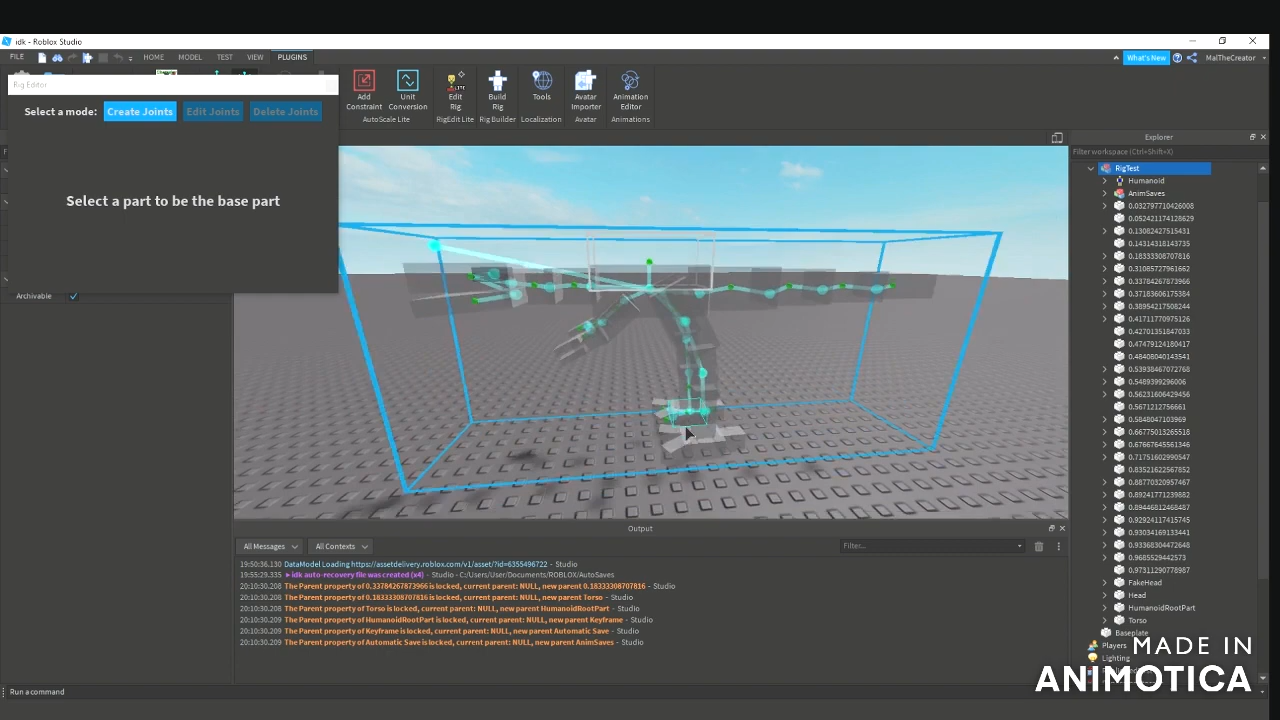 idk - Roblox Studio
FILE HOME MODEL TEST VIEW PLUGINS What's New MalTheCreator
Rig Editor
Select a mode: Create Joints Edit Joints Delete Joints
Select a part to be the base part
Add Constraint
Unit Conversion
AutoScale Lite
Edit Rig
RigEdit Lite
Build Rig
Rig Builder
Tools
Localization
Avatar Importer
Avatar
Animation Editor
Animations
Archivable
Explorer
Filter workspace (Ctrl+Shift+X)
RigTest
Humanoid
AnimSaves
0.032797710426008
0.052421174128629
0.13082427515431
0.14314318143735
0.18333308707816
0.31085727961662
0.33784267873966
0.37183606175384
0.38954217508244
0.41711770975126
0.42701351847033
0.47479124180417
0.48408040143541
0.53938467072768
0.5489399296006
0.56231606429456
0.5671212756661
0.5848047103969
0.66775013265518
0.67667645561346
0.71751602990547
0.83521622567852
0.88770813957967
0.89241771239882
0.89446812468487
0.92924117415745
0.93034169133441
0.93368304472648
0.9685529442573
0.97311290778987
FakeHead
Head
HumanoidRootPart
Torso
Baseplate
Players
Lighting
Output
All Messages All Contexts Filter...
19:50:36.130 DataModel Loading https://assetdelivery.roblox.com/v1/asset/?id=6355496722 - Studio
19:55:29.335 idk auto-recovery file was created (x4) - Studio - C:/Users/User/Documents/ROBLOX/AutoSaves
20:10:30.208 The Parent property of 0.33784267873966 is locked, current parent: NULL, new parent 0.18333308707816 - Studio
20:10:30.208 The Parent property of 0.18333308707816 is locked, current parent: NULL, new parent Torso - Studio
20:10:30.208 The Parent property of Torso is locked, current parent: NULL, new parent HumanoidRootPart - Studio
20:10:30.209 The Parent property of HumanoidRootPart is locked, current parent: NULL, new parent Keyframe - Studio
20:10:30.209 The Parent property of Keyframe is locked, current parent: NULL, new parent Automatic Save - Studio
20:10:30.209 The Parent property of Automatic Save is locked, current parent: NULL, new parent AnimSaves - Studio
MADE IN
ANIMOTICA
Run a command